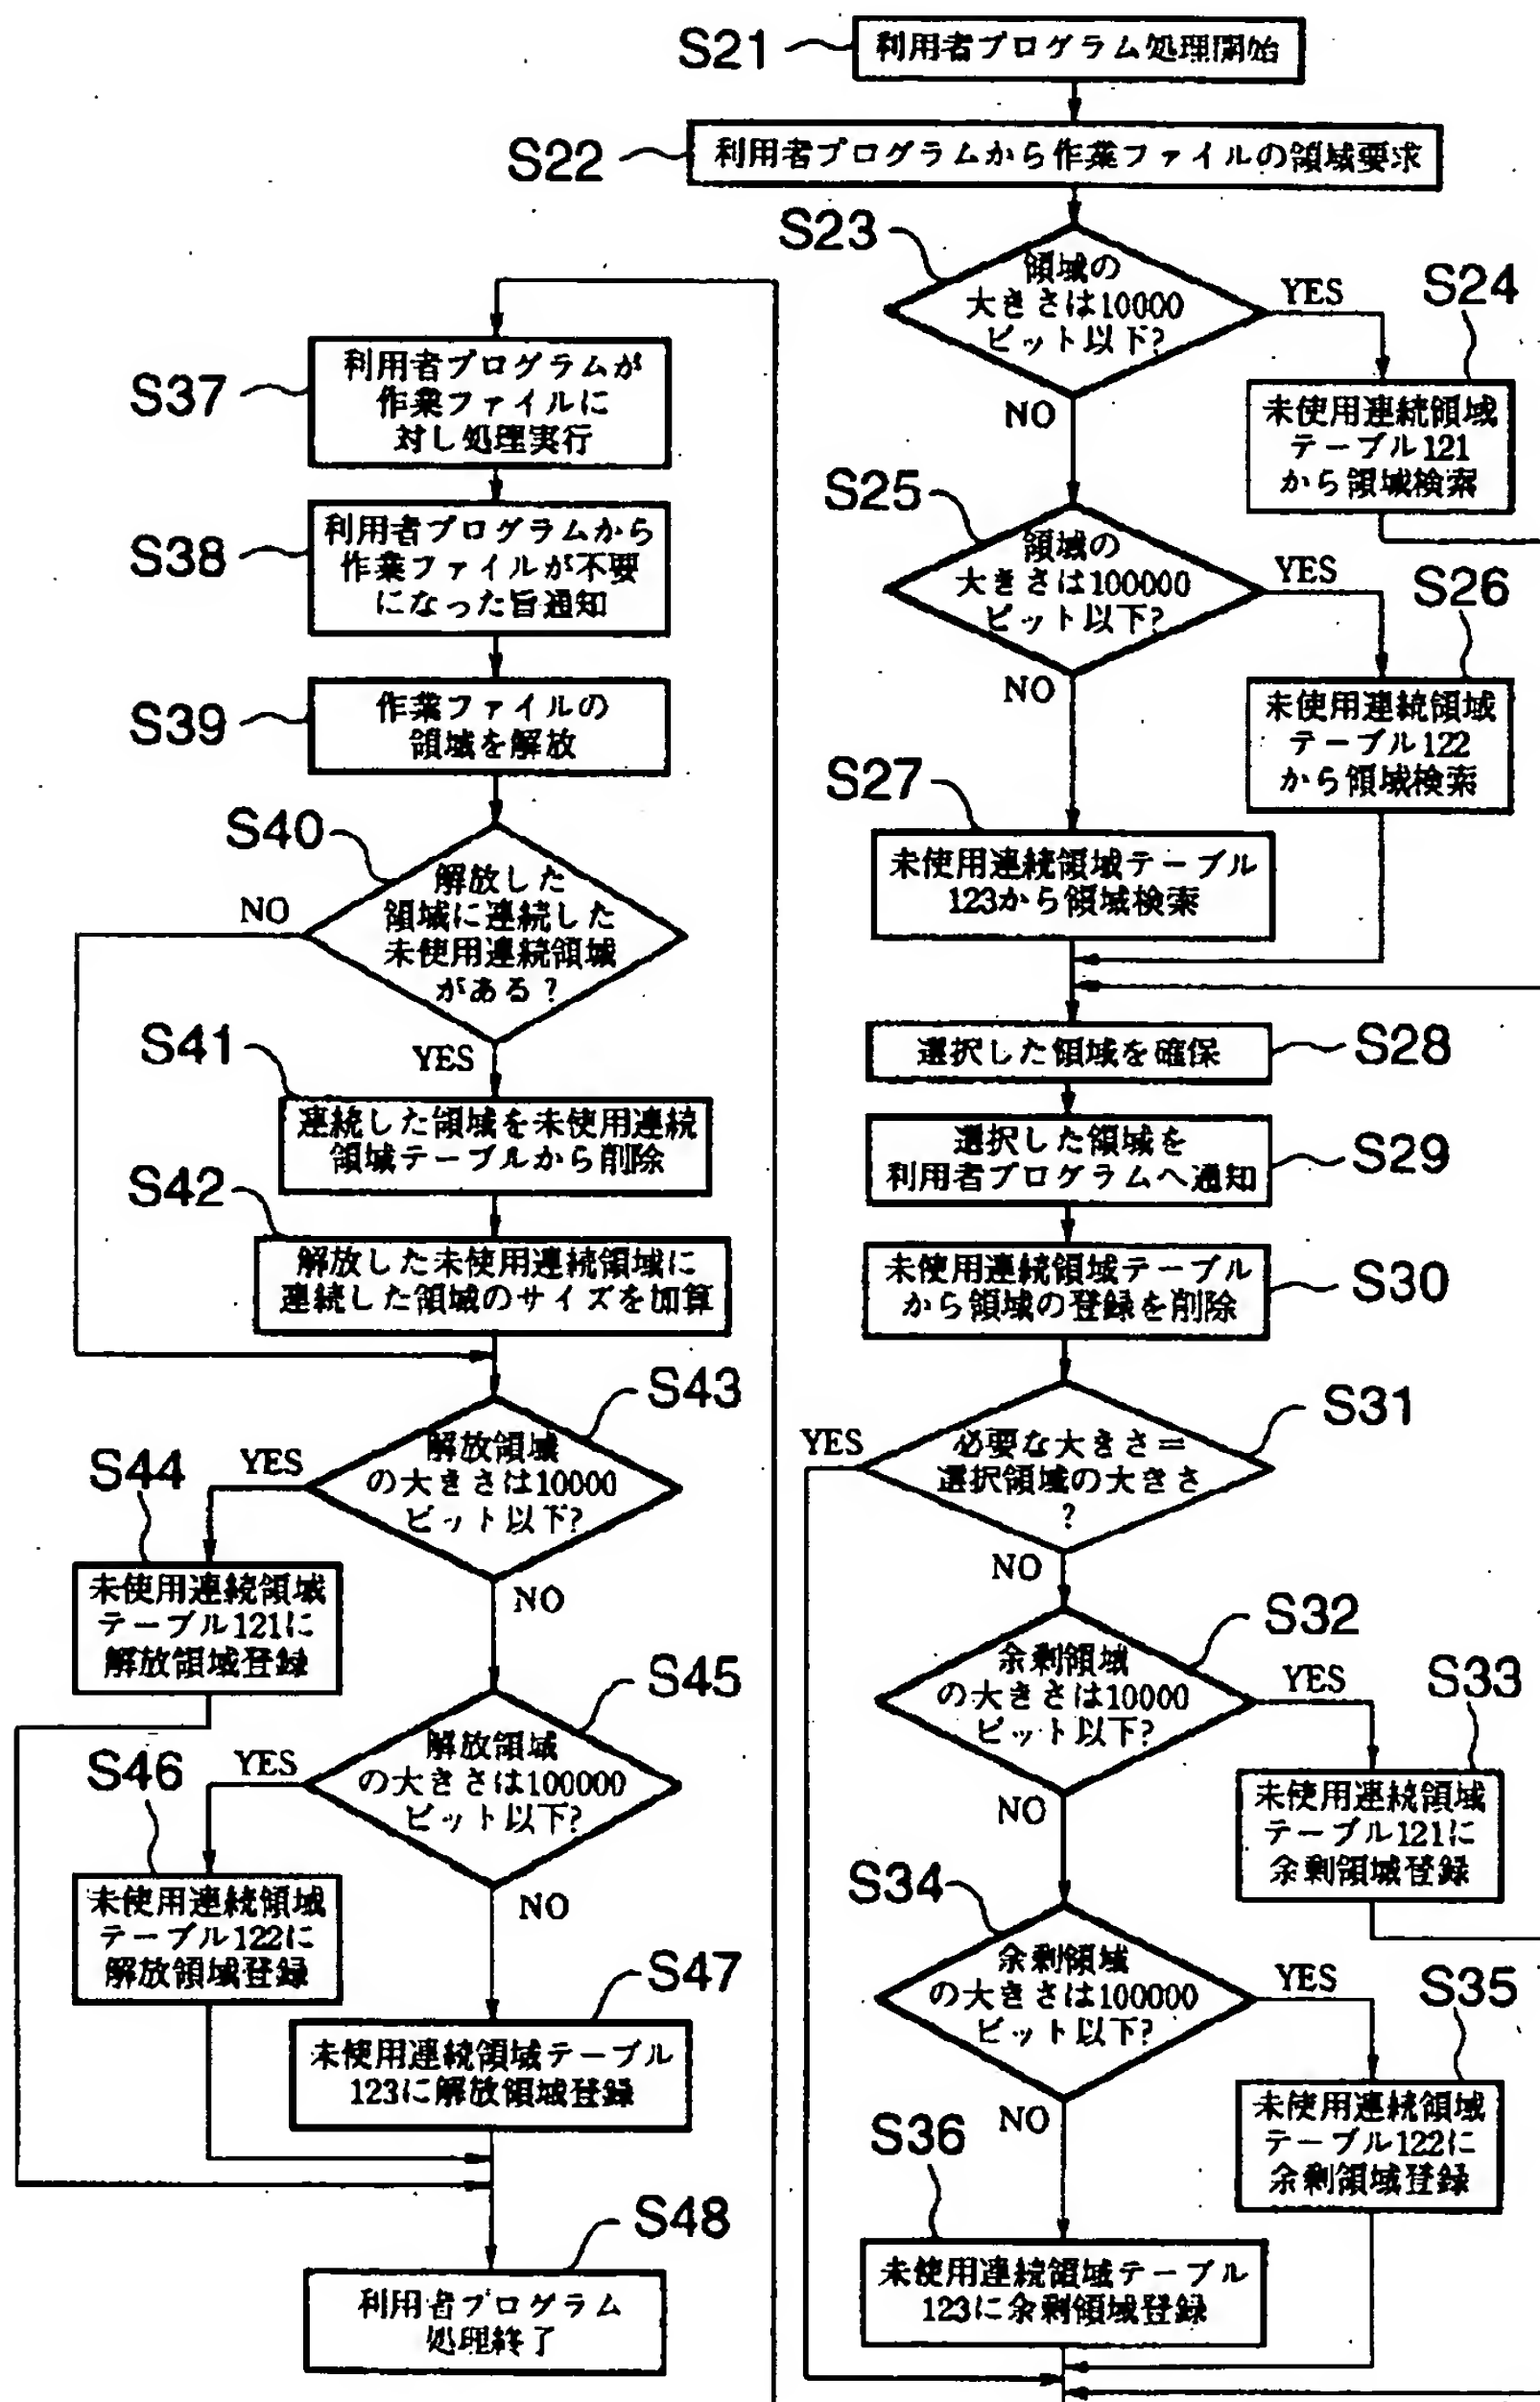 S21
利用者プログラム処理開始
S22
利用者プログラムから作業ファイルの領域要求
S23
領域の
大きさは10000
ビット以下?
YES
NO
S24
未使用連続領域
テーブル121
から領域検索
S25
領域の
大きさは100000
ビット以下?
YES
NO
S26
未使用連続領域
テーブル122
から領域検索
S27
未使用連続領域テーブル
123から領域検索
S28
選択した領域を確保
S29
選択した領域を
利用者プログラムへ通知
S30
未使用連続領域テーブル
から領域の登録を削除
S31
必要な大きさ=
選択領域の大きさ
?
YES
NO
S32
余剰領域
の大きさは10000
ビット以下?
YES
NO
S33
未使用連続領域
テーブル121に
余剰領域登録
S34
余剰領域
の大きさは100000
ビット以下?
YES
NO
S35
未使用連続領域
テーブル122に
余剰領域登録
S36
未使用連続領域テーブル
123に余剰領域登録
S37
利用者プログラムが
作業ファイルに
対し処理実行
S38
利用者プログラムから
作業ファイルが不要
になった旨通知
S39
作業ファイルの
領域を解放
S40
解放した
領域に連続した
未使用連続領域
がある?
NO
YES
S41
連続した領域を未使用連続
領域テーブルから削除
S42
解放した未使用連続領域に
連続した領域のサイズを加算
S43
解放領域
の大きさは10000
ビット以下?
YES
NO
S44
未使用連続領域
テーブル121に
解放領域登録
S45
解放領域
の大きさは100000
ビット以下?
YES
NO
S46
未使用連続領域
テーブル122に
解放領域登録
S47
未使用連続領域テーブル
123に解放領域登録
S48
利用者プログラム
処理終了